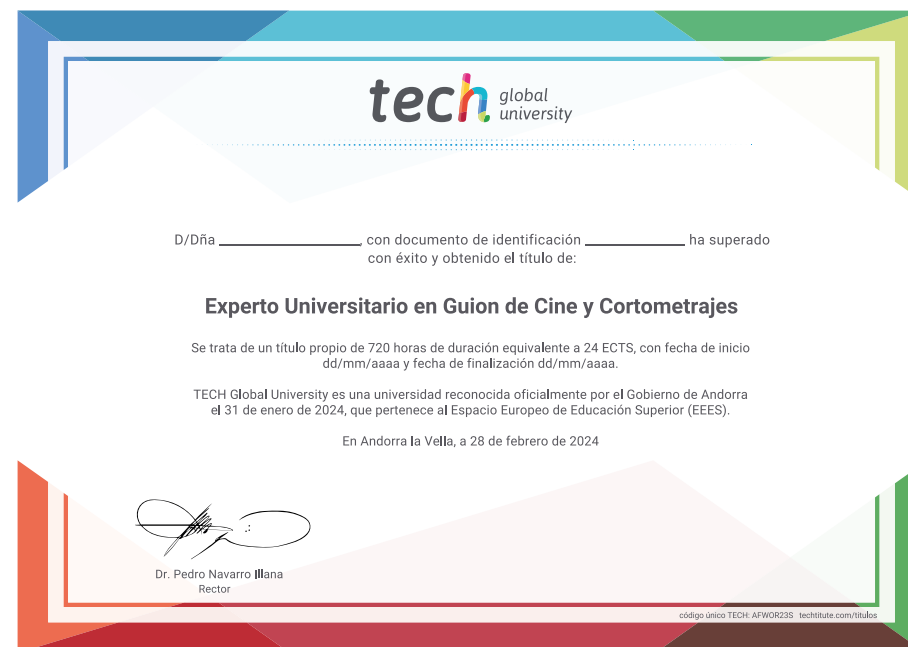 tech global university
D/Dña ______________, con documento de identificación __________ ha superado
con éxito y obtenido el título de:
Experto Universitario en Guion de Cine y Cortometrajes
Se trata de un título propio de 720 horas de duración equivalente a 24 ECTS, con fecha de inicio
dd/mm/aaaa y fecha de finalización dd/mm/aaaa.
TECH Global University es una universidad reconocida oficialmente por el Gobierno de Andorra
el 31 de enero de 2024, que pertenece al Espacio Europeo de Educación Superior (EEES).
En Andorra la Vella, a 28 de febrero de 2024
Dr. Pedro Navarro Illana
Rector
código único TECH: AFWOR23S techtitute.com/titulos